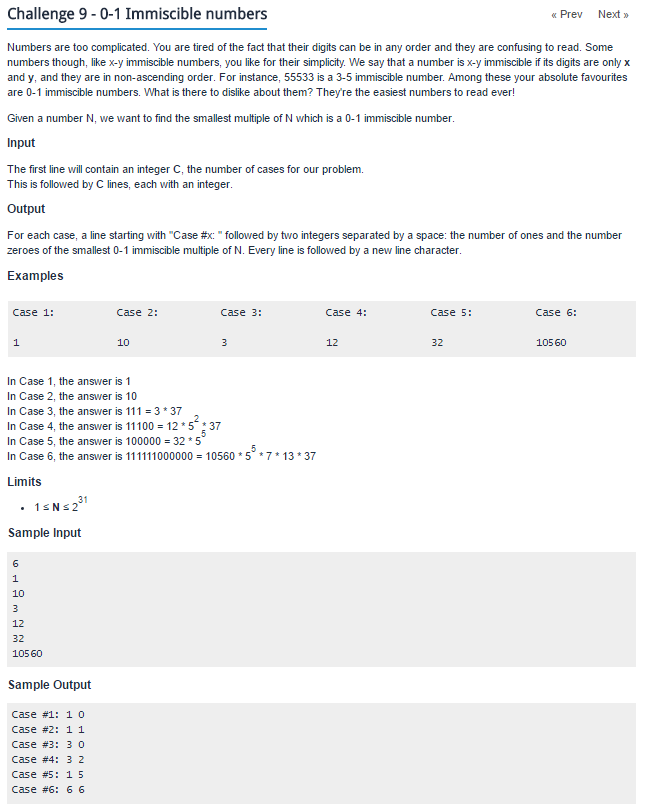 Challenge 9 - 0-1 Immiscible numbers
« Prev Next »
Numbers are too complicated. You are tired of the fact that their digits can be in any order and they are confusing to read. Some
numbers though, like x-y immiscible numbers, you like for their simplicity. We say that a number is x-y immiscible if its digits are only x
and y, and they are in non-ascending order. For instance, 55533 is a 3-5 immiscible number. Among these your absolute favourites
are 0-1 immiscible numbers. What is there to dislike about them? They're the easiest numbers to read ever!
Given a number N, we want to find the smallest multiple of N which is a 0-1 immiscible number.
Input
The first line will contain an integer C, the number of cases for our problem.
This is followed by C lines, each with an integer.
Output
For each case, a line starting with "Case #x: " followed by two integers separated by a space: the number of ones and the number
zeroes of the smallest 0-1 immiscible multiple of N. Every line is followed by a new line character.
Examples
Case 1: Case 2: Case 3: Case 4: Case 5: Case 6:
1 10 3 12 32 10560
In Case 1, the answer is 1
In Case 2, the answer is 10
In Case 3, the answer is 111 = 3 * 37
In Case 4, the answer is 11100 = 12 * 5^2 * 37
In Case 5, the answer is 100000 = 32 * 5^5
In Case 6, the answer is 111111000000 = 10560 * 5^5 * 7 * 13 * 37
Limits
• 1 ≤ N ≤ 2^31
Sample Input
6
1
10
3
12
32
10560
Sample Output
Case #1: 1 0
Case #2: 1 1
Case #3: 3 0
Case #4: 3 2
Case #5: 1 5
Case #6: 6 6